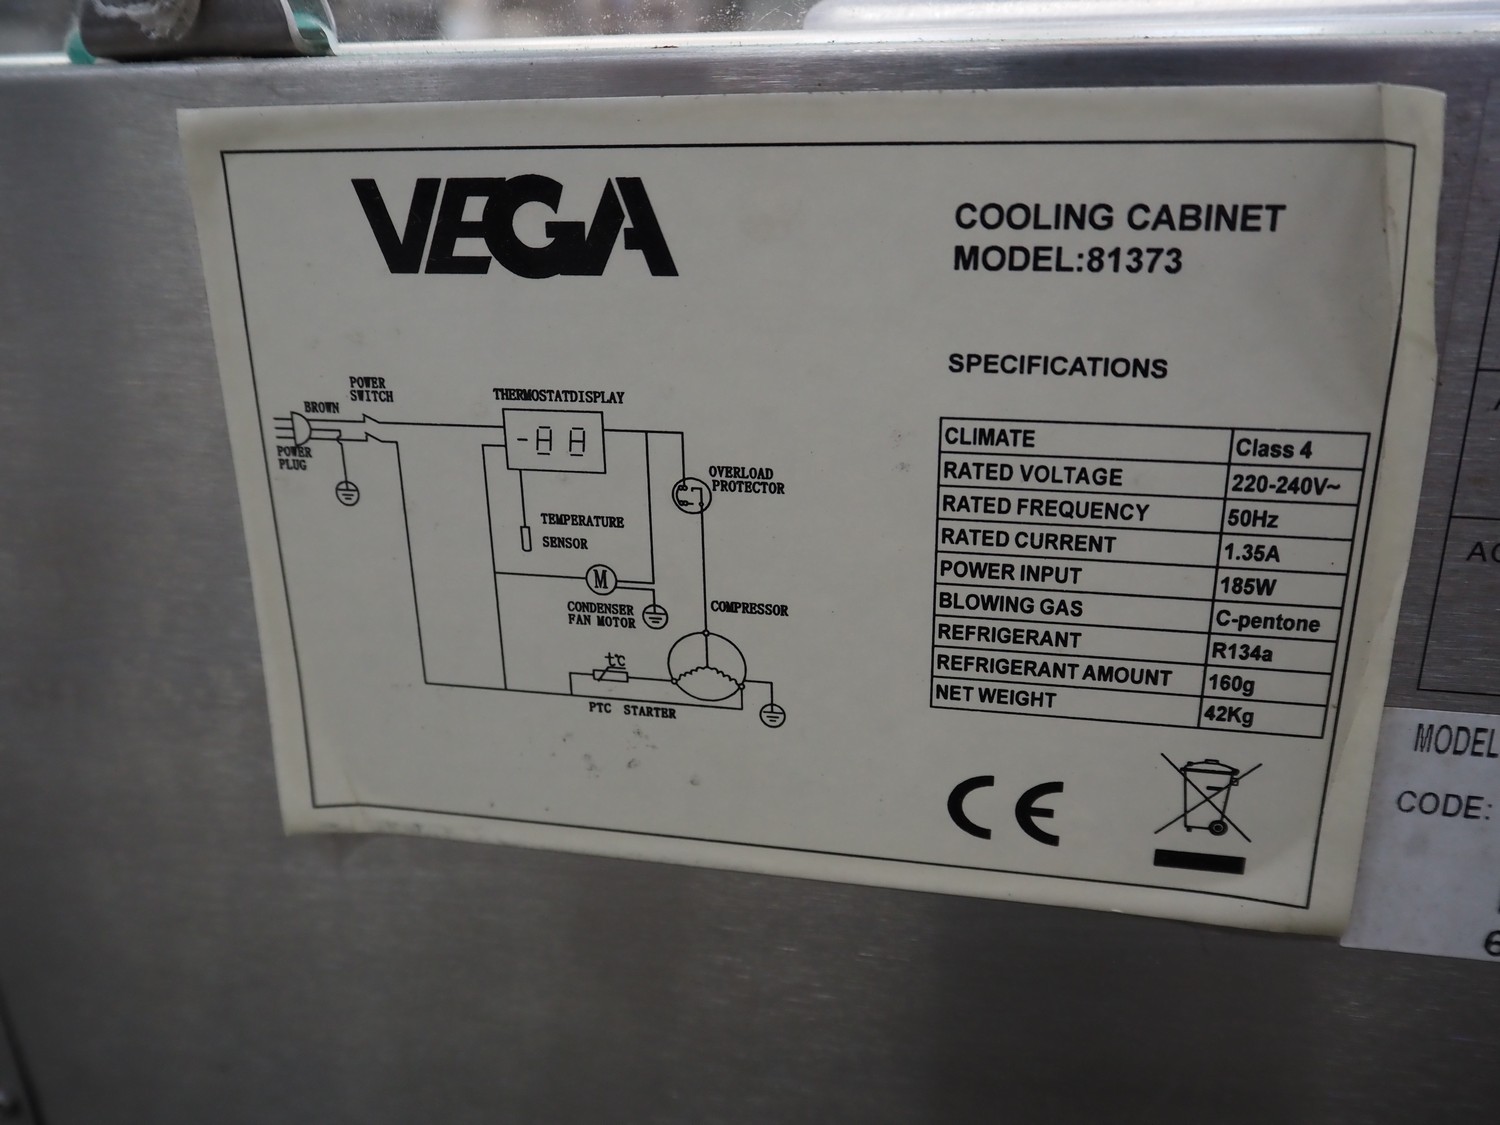 VEGA
COOLING CABINET
MODEL:81373
SPECIFICATIONS
CLIMATE Class 4
RATED VOLTAGE 220-240V~
RATED FREQUENCY 50Hz
RATED CURRENT 1.35A
POWER INPUT 185W
BLOWING GAS C-pentone
REFRIGERANT R134a
REFRIGERANT AMOUNT 160g
NET WEIGHT 42Kg
CE
POWER
SWITCH
BROWN
POWER
PLUG
THERMOSTATDISPLAY
-88
OVERLOAD
PROTECTOR
TEMPERATURE
SENSOR
M
CONDENSER
FAN MOTOR
COMPRESSOR
t℃
PTC STARTER
MODEL
CODE: